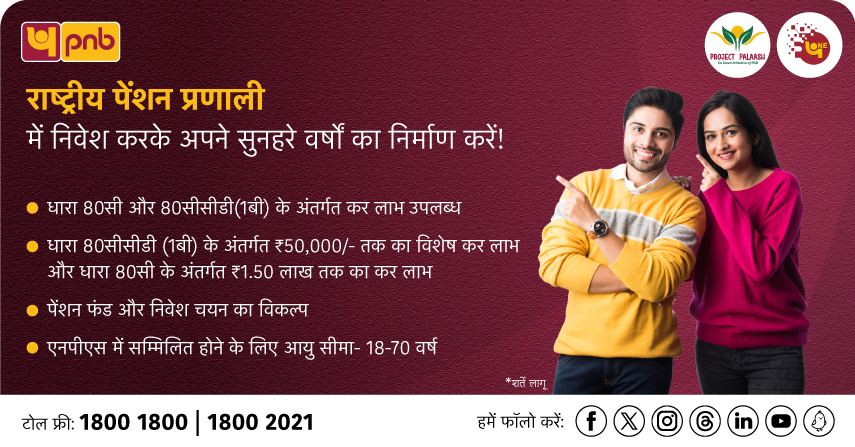 पnb
PROJECT PALAASH
पONE
राष्ट्रीय पेंशन प्रणाली
में निवेश करके अपने सुनहरे वर्षों का निर्माण करें!
धारा 80सी और 80सीसीडी(1बी) के अंतर्गत कर लाभ उपलब्ध
धारा 80सीसीडी (1बी) के अंतर्गत ₹50,000/- तक का विशेष कर लाभ
और धारा 80सी के अंतर्गत ₹1.50 लाख तक का कर लाभ
पेंशन फंड और निवेश चयन का विकल्प
एनपीएस में सम्मिलित होने के लिए आयु सीमा- 18-70 वर्ष
*शर्तें लागू
टोल फ्री: 1800 1800 | 1800 2021
हमें फॉलो करें: